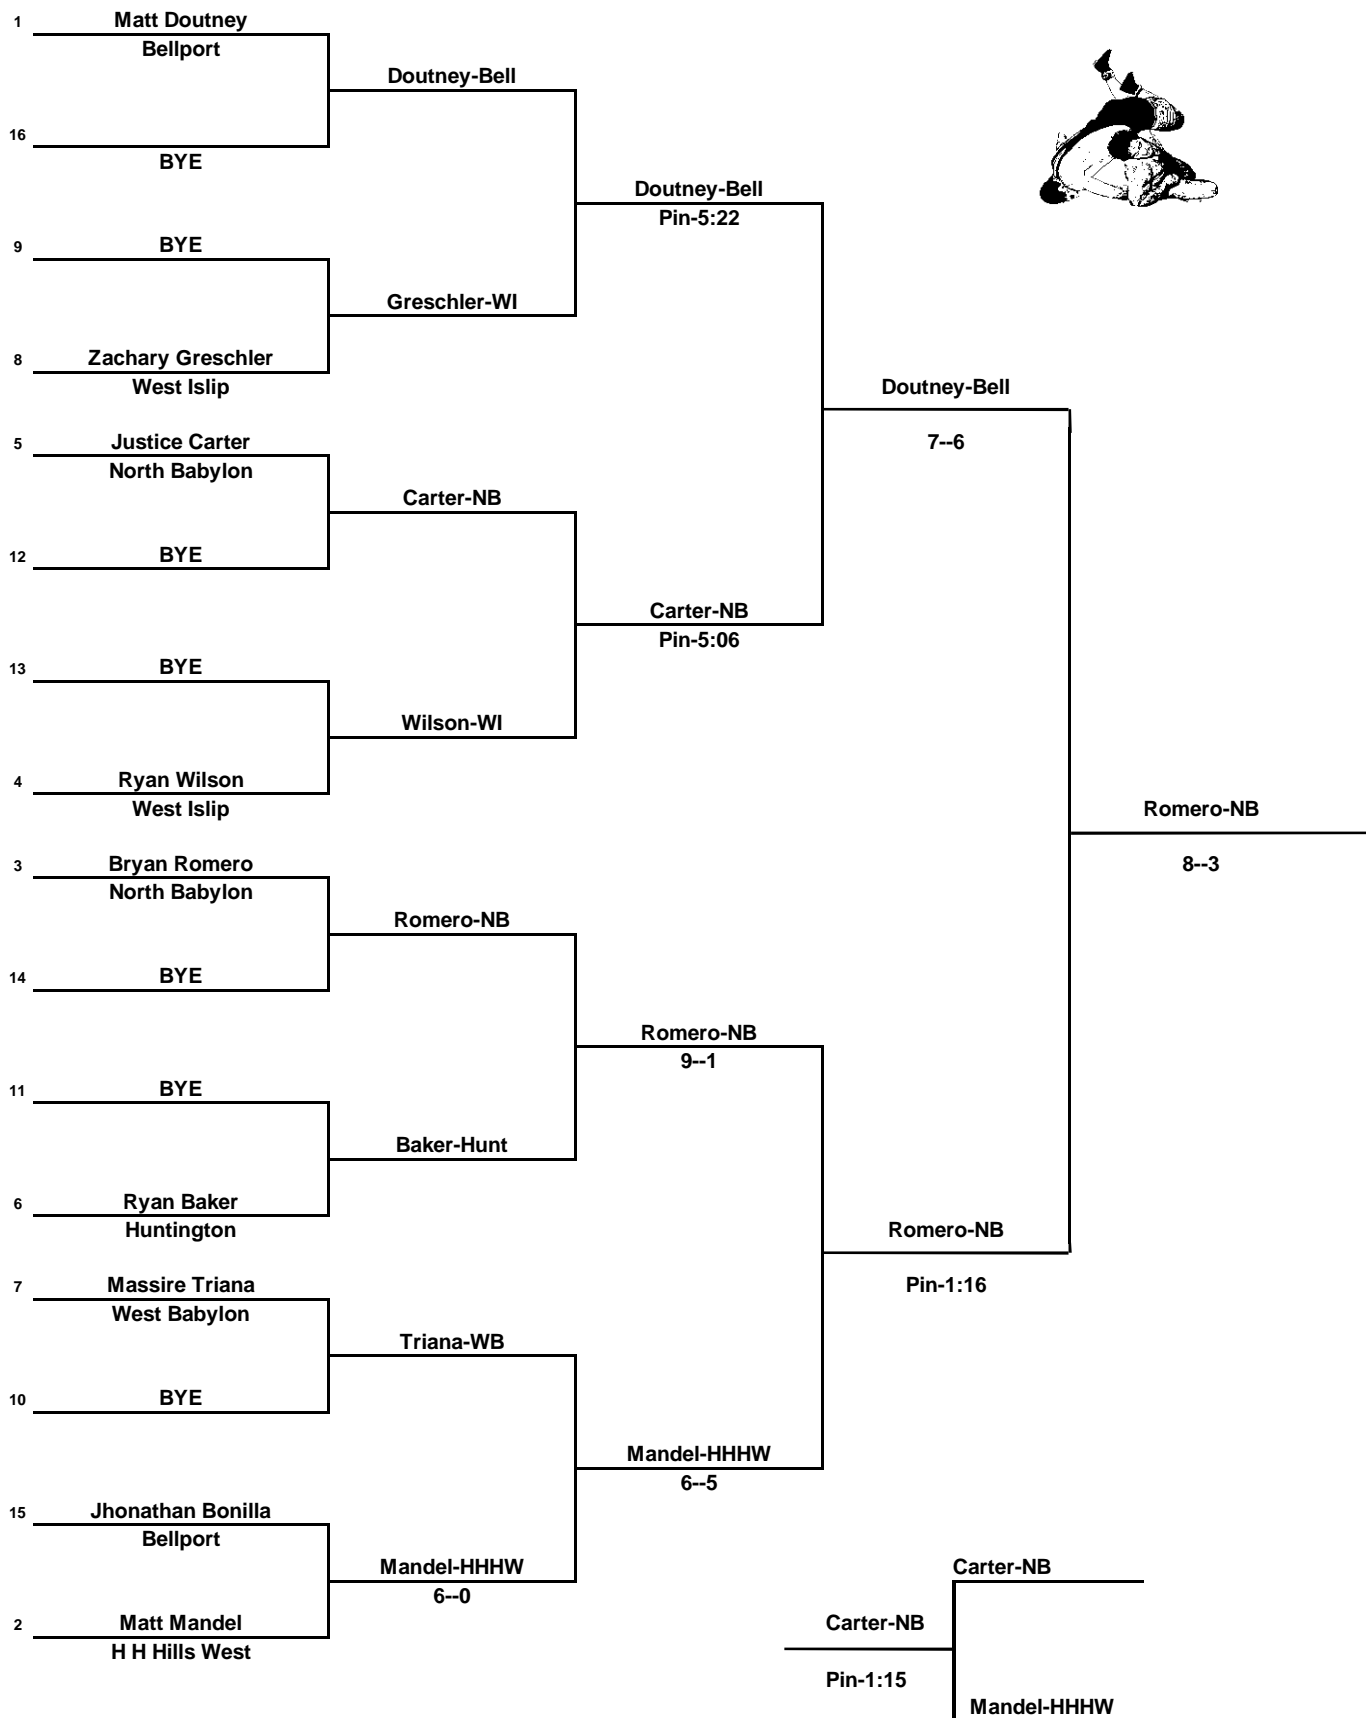 1 Matt Doutney
Bellport
Doutney-Bell
16
BYE
Doutney-Bell
Pin-5:22
9 BYE
Greschler-WI
8 Zachary Greschler
West Islip
Doutney-Bell
7--6
5 Justice Carter
North Babylon
Carter-NB
12 BYE
Carter-NB
Pin-5:06
13 BYE
Wilson-WI
4 Ryan Wilson
West Islip
Romero-NB
8--3
3 Bryan Romero
North Babylon
Romero-NB
14 BYE
Romero-NB
9--1
11 BYE
Baker-Hunt
6 Ryan Baker
Huntington
Romero-NB
Pin-1:16
7 Massire Triana
West Babylon
Triana-WB
10 BYE
Mandel-HHHW
6--5
15 Jhonathan Bonilla
Bellport
Mandel-HHHW
6--0
2 Matt Mandel
H H Hills West
Carter-NB
Carter-NB
Pin-1:15
Mandel-HHHW